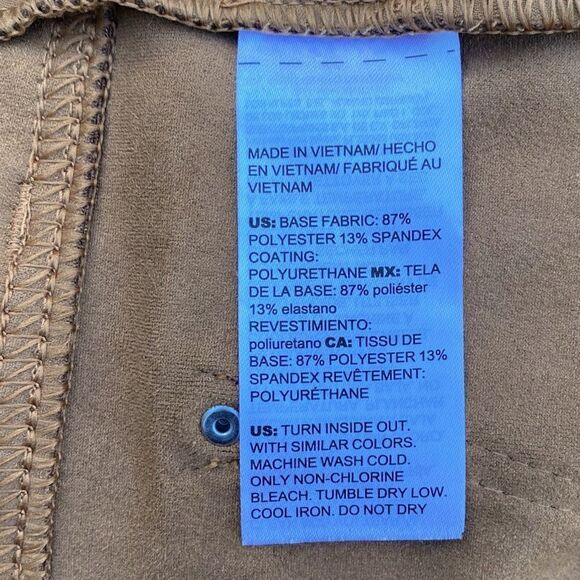 MADE IN VIETNAM/ HECHO
EN VIETNAM/ FABRIQUÉ AU
VIETNAM
US: BASE FABRIC: 87%
POLYESTER 13% SPANDEX
COATING:
POLYURETHANE MX: TELA
DE LA BASE: 87% poliéster
13% elastano
REVESTIMIENTO:
poliuretano CA: TISSU DE
BASE: 87% POLYESTER 13%
SPANDEX REVÊTEMENT:
POLYURÉTHANE
US: TURN INSIDE OUT.
WITH SIMILAR COLORS.
MACHINE WASH COLD.
ONLY NON-CHLORINE
BLEACH. TUMBLE DRY LOW.
COOL IRON. DO NOT DRY